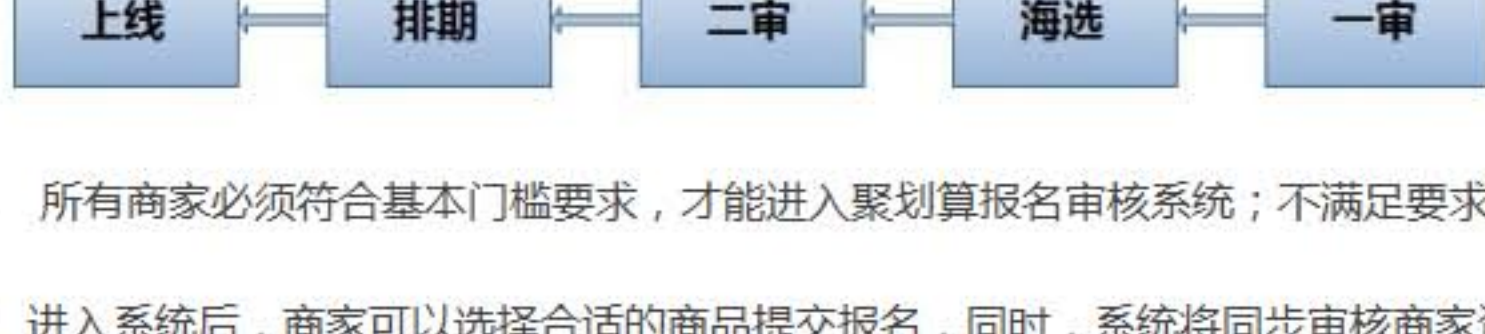 上线 排期 二审 海选 一审
所有商家必须符合基本门槛要求，才能进入聚划算报名审核系统；不满足要求
进入系统后，商家可以选择合适的商品提交报名，同时，系统将同步审核商家